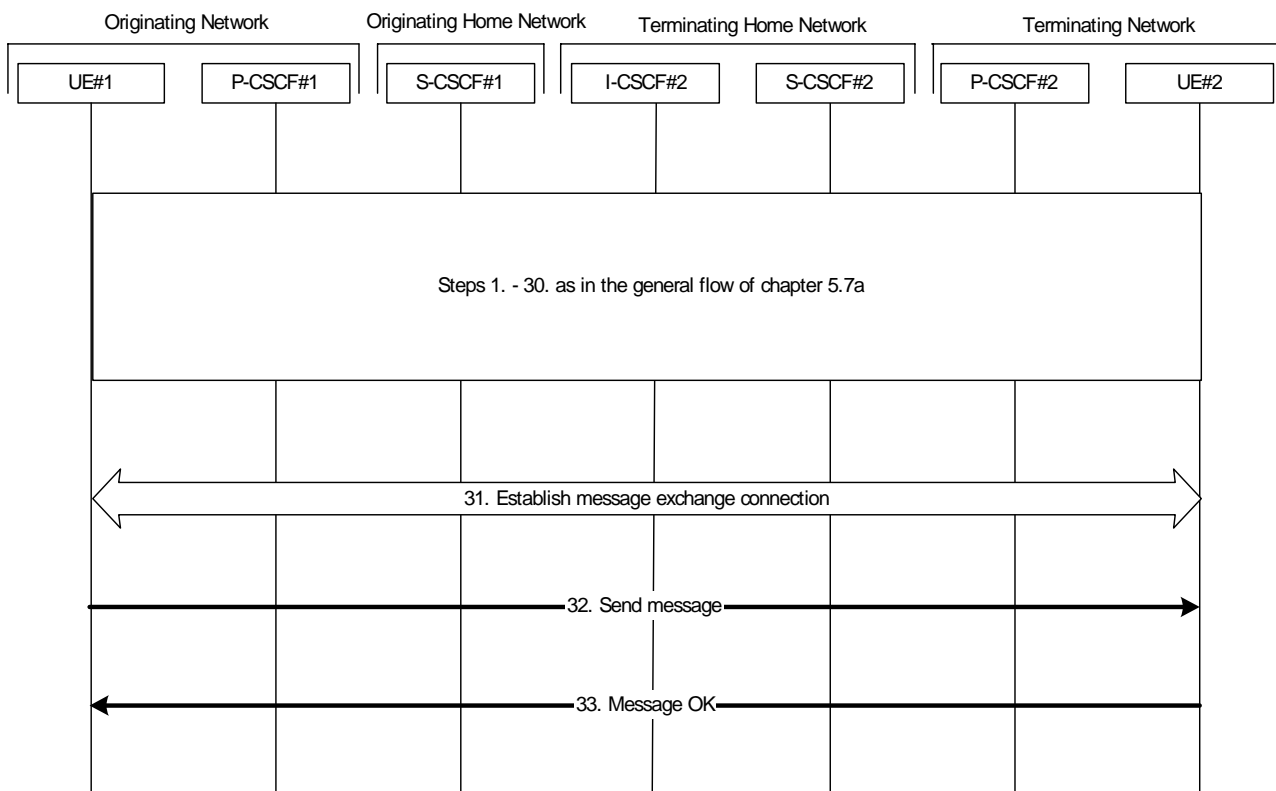 Originating Network
Originating Home Network
Terminating Home Network
Terminating Network
UE#1
P-CSCF#1
S-CSCF#1
I-CSCF#2
S-CSCF#2
P-CSCF#2
UE#2
Steps 1. - 30. as in the general flow of chapter 5.7a
31. Establish message exchange connection
32. Send message
33. Message OK